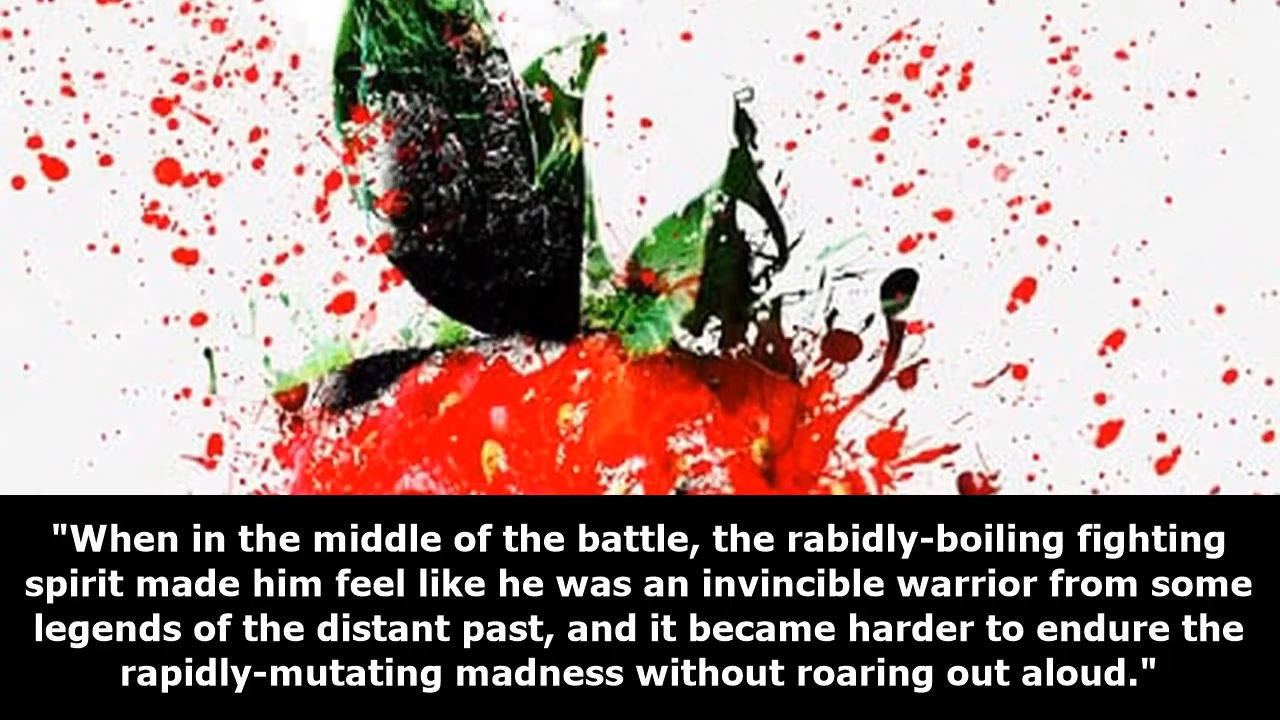 "When in the middle of the battle, the rabidly-boiling fighting
spirit made him feel like he was an invincible warrior from some
legends of the distant past, and it became harder to endure the
rapidly-mutating madness without roaring out aloud."